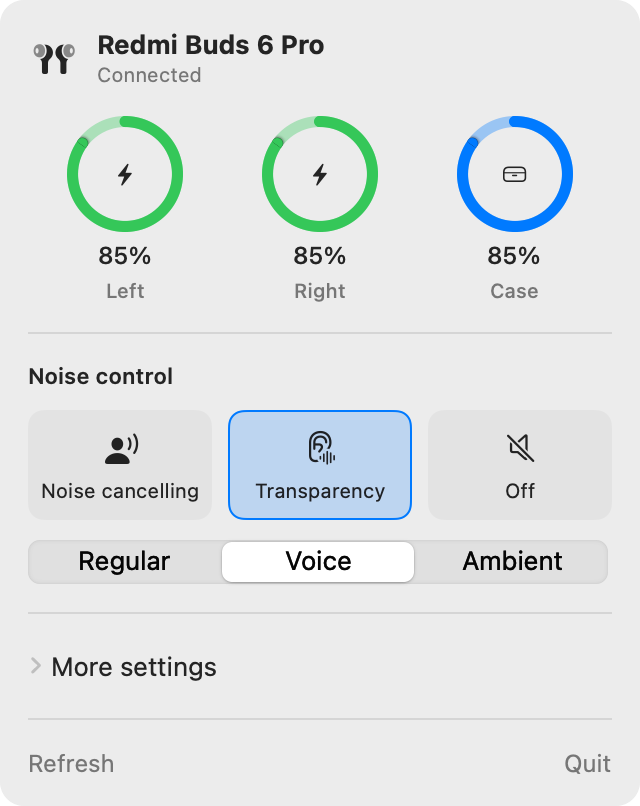 Redmi Buds 6 Pro
Connected
85% 85% 85%
Left Right Case
Noise control
Noise cancelling Transparency Off
Regular Voice Ambient
More settings
Refresh Quit